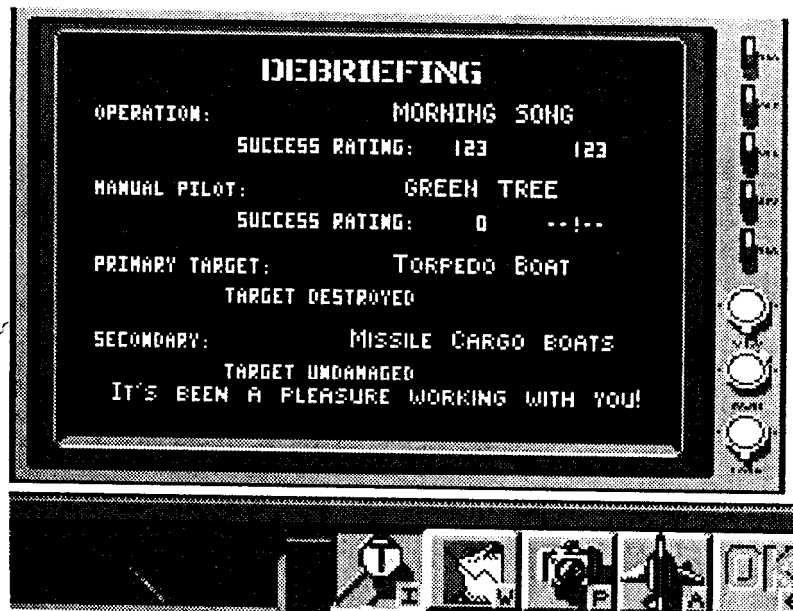 DEBRIEFING
OPERATION: MORNING SONG
SUCCESS RATING: 123 123
MANUAL PILOT: GREEN TREE
SUCCESS RATING: 0 --!--
PRIMARY TARGET: TORPEDO BOAT
TARGET DESTROYED
SECONDARY: MISSILE CARGO BOATS
TARGET UNDAMAGED
IT'S BEEN A PLEASURE WORKING WITH YOU!
T I W P A